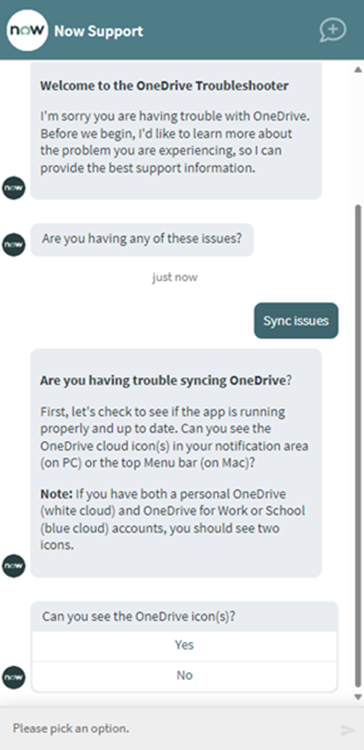 now Now Support
Welcome to the OneDrive Troubleshooter
I'm sorry you are having trouble with OneDrive.
Before we begin, I'd like to learn more about
the problem you are experiencing, so I can
provide the best support information.
now
Are you having any of these issues?
now
just now
Sync issues
Are you having trouble syncing OneDrive?
First, let's check to see if the app is running
properly and up to date. Can you see the
OneDrive cloud icon(s) in your notification area
(on PC) or the top Menu bar (on Mac)?
Note: If you have both a personal OneDrive
(white cloud) and OneDrive for Work or School
(blue cloud) accounts, you should see two
icons.
now
Can you see the OneDrive icon(s)?
Yes
No
now
Please pick an option.